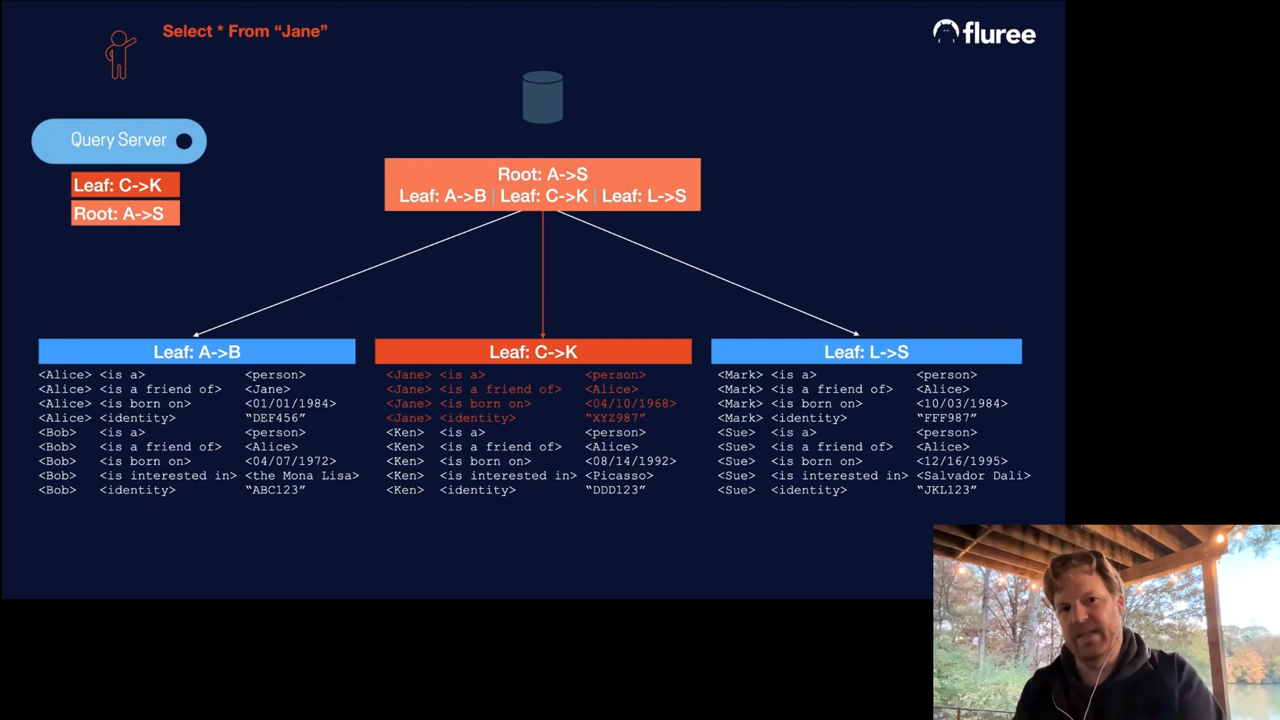 Select * From “Jane”
fluree
Query Server
Leaf: C->K
Root: A->S
Root: A->S
Leaf: A->B | Leaf: C->K | Leaf: L->S
Leaf: A->B
<Alice> <is a> <person>
<Alice> <is a friend of> <Jane>
<Alice> <is born on> <01/01/1984>
<Alice> <identity> “DEF456”
<Bob> <is a> <person>
<Bob> <is a friend of> <Alice>
<Bob> <is born on> <04/07/1972>
<Bob> <is interested in> <the Mona Lisa>
<Bob> <identity> “ABC123”
Leaf: C->K
<Jane> <is a> <person>
<Jane> <is a friend of> <Alice>
<Jane> <is born on> <04/10/1968>
<Jane> <identity> “XYZ987”
<Ken> <is a> <person>
<Ken> <is a friend of> <Alice>
<Ken> <is born on> <08/14/1992>
<Ken> <is interested in> <Picasso>
<Ken> <identity> “DDD123”
Leaf: L->S
<Mark> <is a> <person>
<Mark> <is a friend of> <Alice>
<Mark> <is born on> <10/03/1984>
<Mark> <identity> “FFF987”
<Sue> <is a> <person>
<Sue> <is a friend of> <Alice>
<Sue> <is born on> <12/16/1995>
<Sue> <is interested in> <Salvador Dali>
<Sue> <identity> “JKL123”